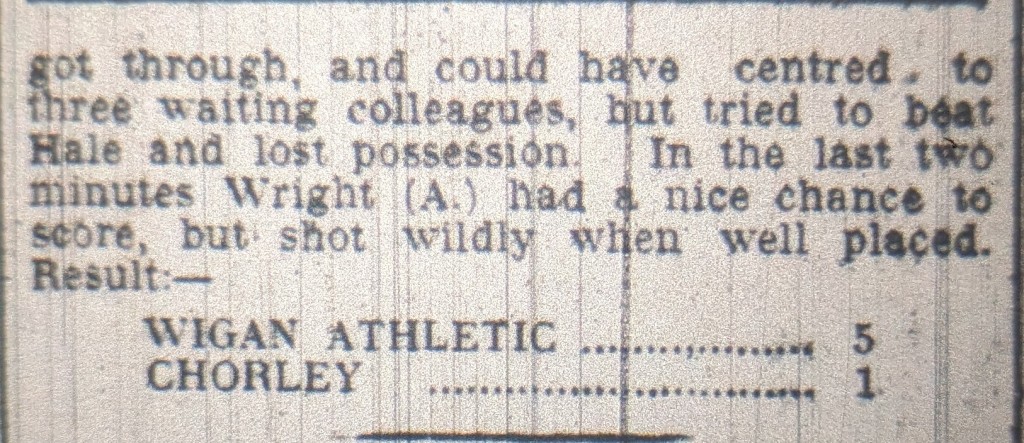 got through, and could have centred. to
three waiting colleagues, but tried to beat
Hale and lost possession. In the last two
minutes Wright (A.) had a nice chance to
score, but shot wildly when well placed.
Result:—
WIGAN ATHLETIC .......................... 5
CHORLEY .................................... 1